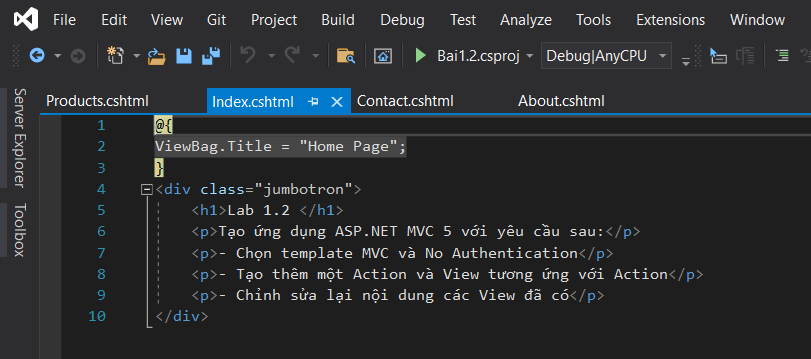 File Edit View Git Project Build Debug Test Analyze Tools Extensions Window
Bai1.2.csproj Debug|AnyCPU
Server Explorer
Toolbox
Products.cshtml Index.cshtml Contact.cshtml About.cshtml
1 @{
2 ViewBag.Title = "Home Page";
3 }
4 <div class="jumbotron">
5 <h1>Lab 1.2 </h1>
6 <p>Tạo ứng dụng ASP.NET MVC 5 với yêu cầu sau:</p>
7 <p>- Chọn template MVC và No Authentication</p>
8 <p>- Tạo thêm một Action và View tương ứng với Action</p>
9 <p>- Chỉnh sửa lại nội dung các View đã có</p>
10 </div>